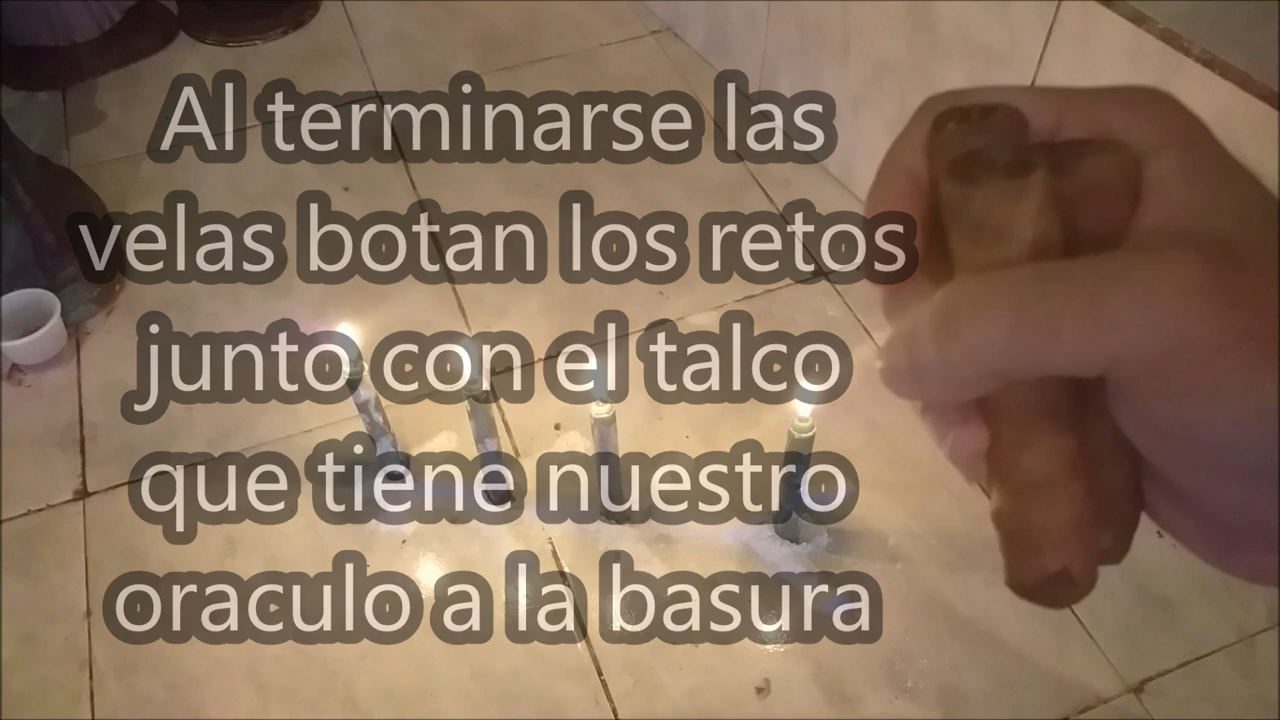 Al terminarse las
velas botan los retos
junto con el talco
que tiene nuestro
oraculo a la basura